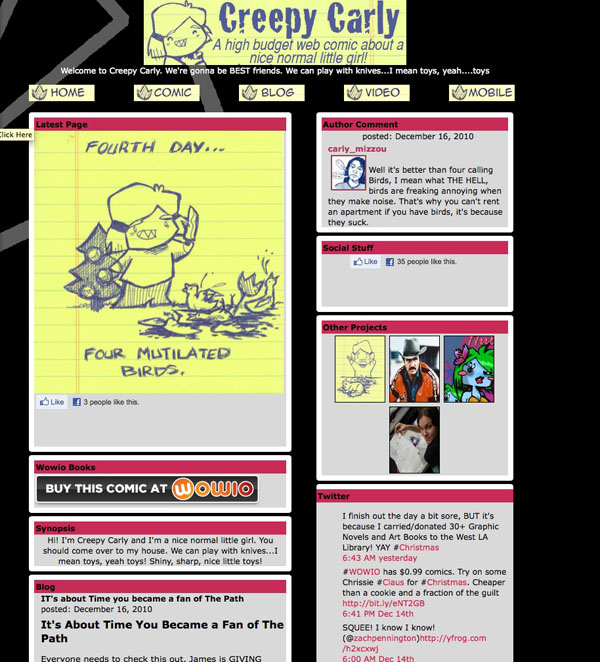 Creepy Carly
A high budget web comic about a
nice normal little girl!
Welcome to Creepy Carly. We're gonna be BEST friends. We can play with knives...I mean toys, yeah....toys
HOME
COMIC
BLOG
VIDEO
MOBILE
Click Here
Latest Page
FOURTH DAY...
FOUR MUTILATED
BIRDS.
Like
3 people like this.
Wowio Books
BUY THIS COMIC AT WOWIO
Synopsis
Hi! I'm Creepy Carly and I'm a nice normal little girl. You
should come over to my house. We can play with knives...I
mean toys, yeah toys! Shiny, sharp, nice little toys!
Blog
IT's about Time you became a fan of The Path
posted: December 16, 2010
It's About Time You Became a Fan of The
Path
Everyone needs to check this out. James is GIVING
Author Comment
posted: December 16, 2010
carly_mizzou
Well it's better than four calling
Birds, I mean what THE HELL,
birds are freaking annoying when
they make noise. That's why you can't rent
an apartment if you have birds, it's because
they suck.
Social Stuff
Like
35 people like this.
Other Projects
Twitter
I finish out the day a bit sore, BUT it's
because I carried/donated 30+ Graphic
Novels and Art Books to the West LA
Library! YAY #Christmas
6:43 AM yesterday
#WOWIO has $0.99 comics. Try on some
Chrissie #Claus for #Christmas. Cheaper
than a cookie and a fraction of the guilt
http://bit.ly/eNT2GB
6:41 PM Dec 14th
SQUEE! I know I know!
(@zachpennington)http://yfrog.com
/h2xcxwj
6:00 AM Dec 14th